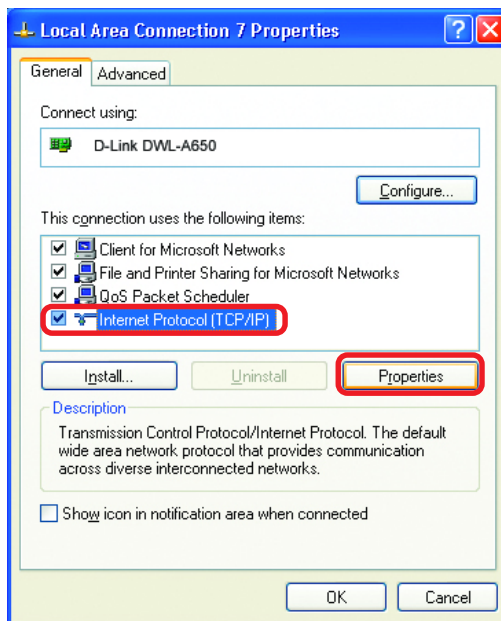 Local Area Connection 7 Properties
General Advanced
Connect using:
D-Link DWL-A650
Configure...
This connection uses the following items:
Client for Microsoft Networks
File and Printer Sharing for Microsoft Networks
QoS Packet Scheduler
Internet Protocol (TCP/IP)
Install... Uninstall Properties
Description
Transmission Control Protocol/Internet Protocol. The default
wide area network protocol that provides communication
across diverse interconnected networks.
Show icon in notification area when connected
OK Cancel